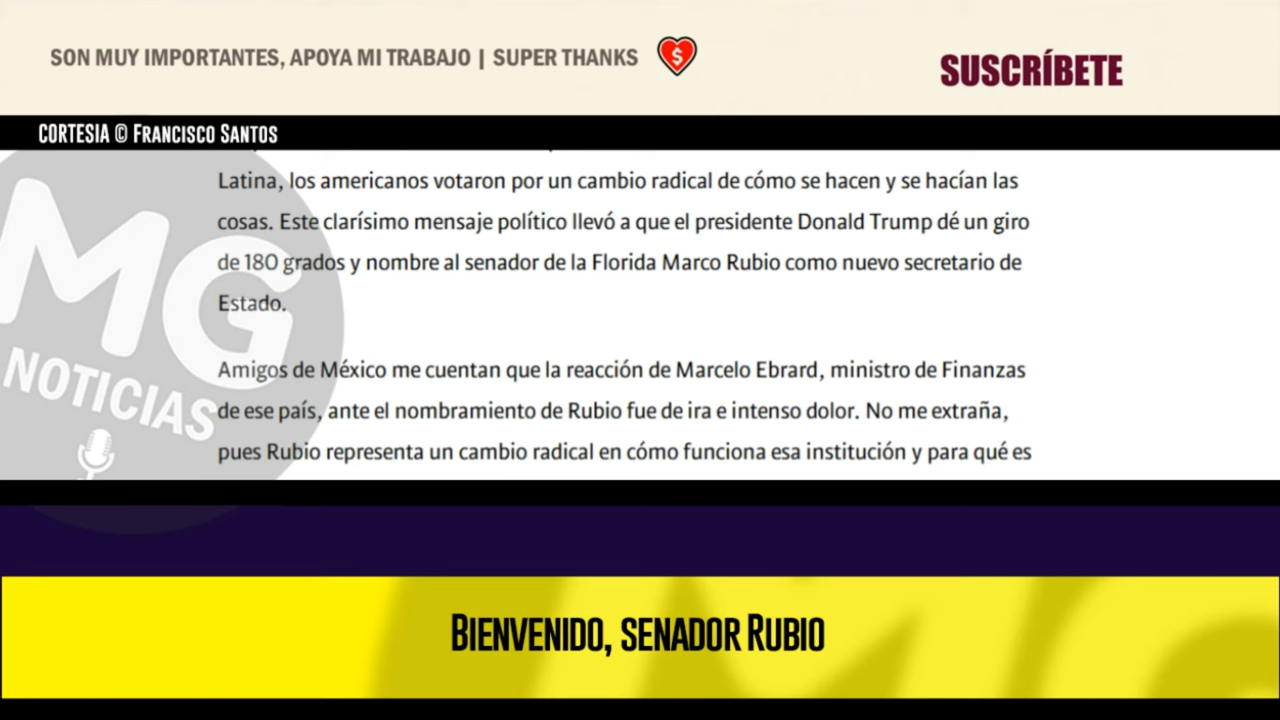 SON MUY IMPORTANTES, APOYA MI TRABAJO | SUPER THANKS
SUSCRÍBETE
CORTESIA © FRANCISCO SANTOS
Latina, los americanos votaron por un cambio radical de cómo se hacen y se hacían las
cosas. Este clarísimo mensaje político llevó a que el presidente Donald Trump dé un giro
de 180 grados y nombre al senador de la Florida Marco Rubio como nuevo secretario de
Estado.
Amigos de México me cuentan que la reacción de Marcelo Ebrard, ministro de Finanzas
de ese país, ante el nombramiento de Rubio fue de ira e intenso dolor. No me extraña,
pues Rubio representa un cambio radical en cómo funciona esa institución y para qué es
MG
NOTICIAS
BIENVENIDO, SENADOR RUBIO